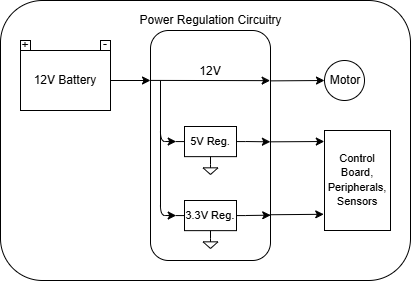 Power Regulation Circuitry
+
-
12V Battery
12V
Motor
5V Reg.
Control
Board,
Peripherals,
Sensors
3.3V Reg.